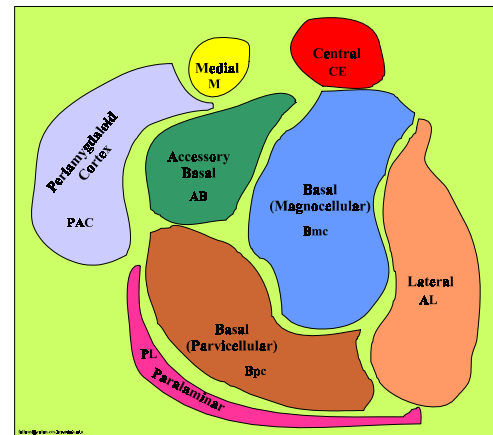 Medial
M
Central
CE
Periamygdaloid
Cortex
PAC
Accessory
Basal
AB
Basal
(Magnocellular)
Bmc
Lateral
AL
Basal
(Parvicellular)
Bpc
PL
Paralaminar